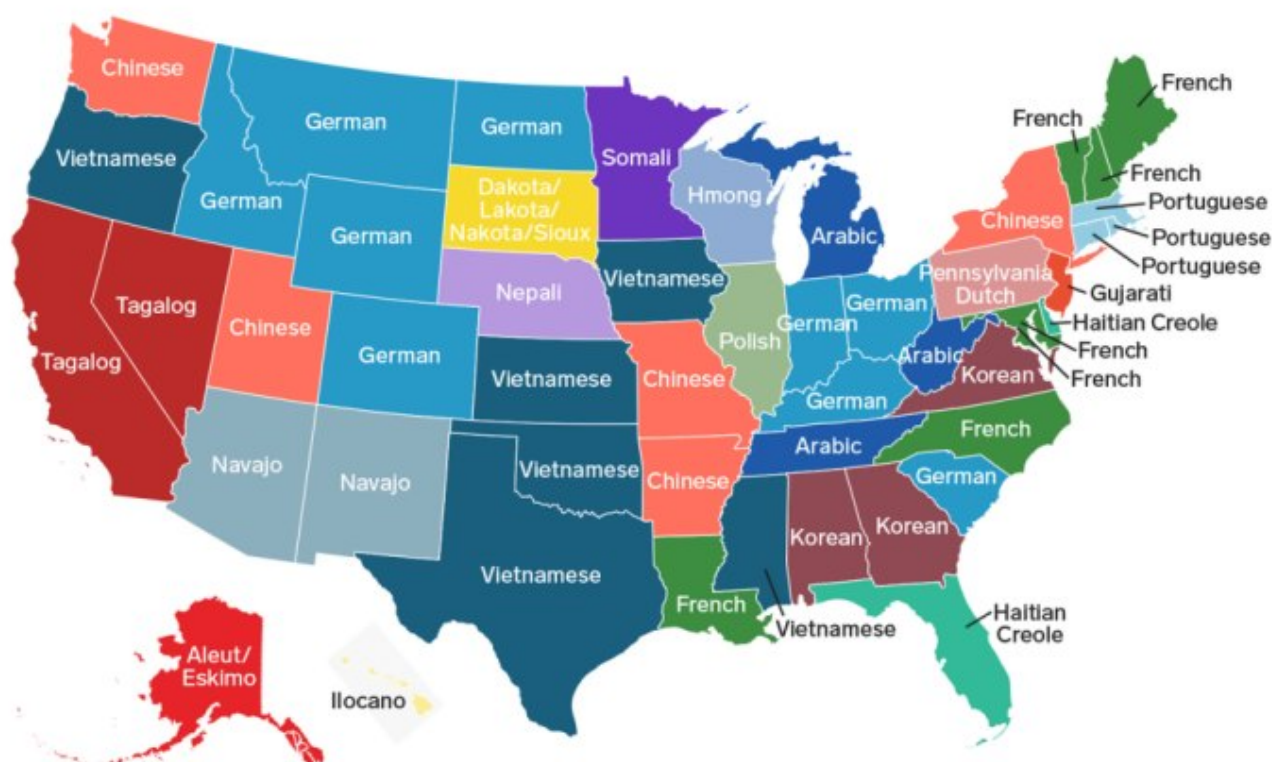 Chinese
German
German
French
French
Vietnamese
Somali
German
Dakota/
Lakota/
Nakota/Sioux
Hmong
French
Portuguese
Chinese
German
Arabic
Portuguese
Portuguese
Vietnamese
Pennsylvania
Dutch
Nepali
Gujarati
Tagalog
German
German
Haitian Creole
Chinese
Polish
French
German
Arabic
Tagalog
Korean
French
Vietnamese
Chinese
German
French
Arabic
Navajo
Vietnamese
Chinese
German
Navajo
Korean
Korean
Vietnamese
French
Haitian
Creole
Vietnamese
Aleut/
Eskimo
Ilocano